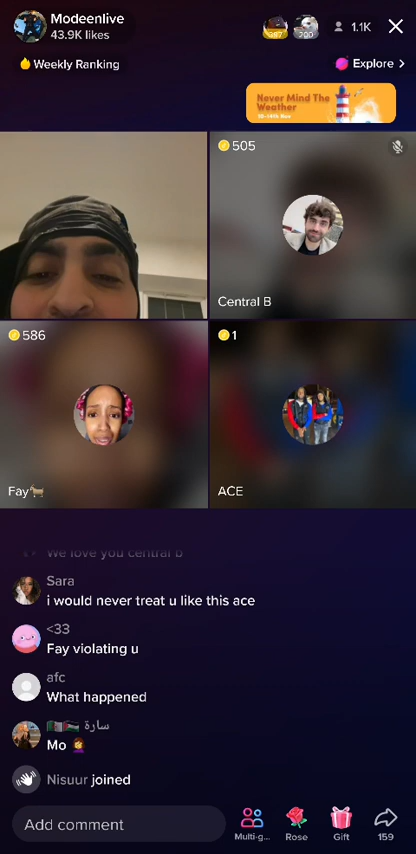 Modeenlive
43.9K likes
1.1K
Weekly Ranking
Explore
Never Mind The
Weather
505
Central B
586
1
Fay
ACE
We love you central b
Sara
i would never treat u like this ace
<33
Fay violating u
afc
What happened
سارة
Mo
Nisuur joined
Add comment
Multi-g...
Rose
Gift
159